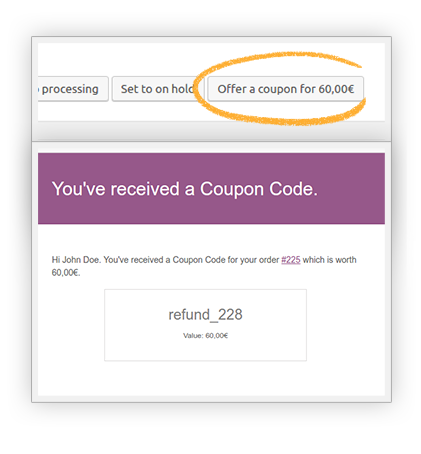 processing Set to on hold Offer a coupon for 60,00€
You've received a Coupon Code.
Hi John Doe. You've received a Coupon Code for your order #225 which is worth
60,00€.
refund_228
Value: 60,00€